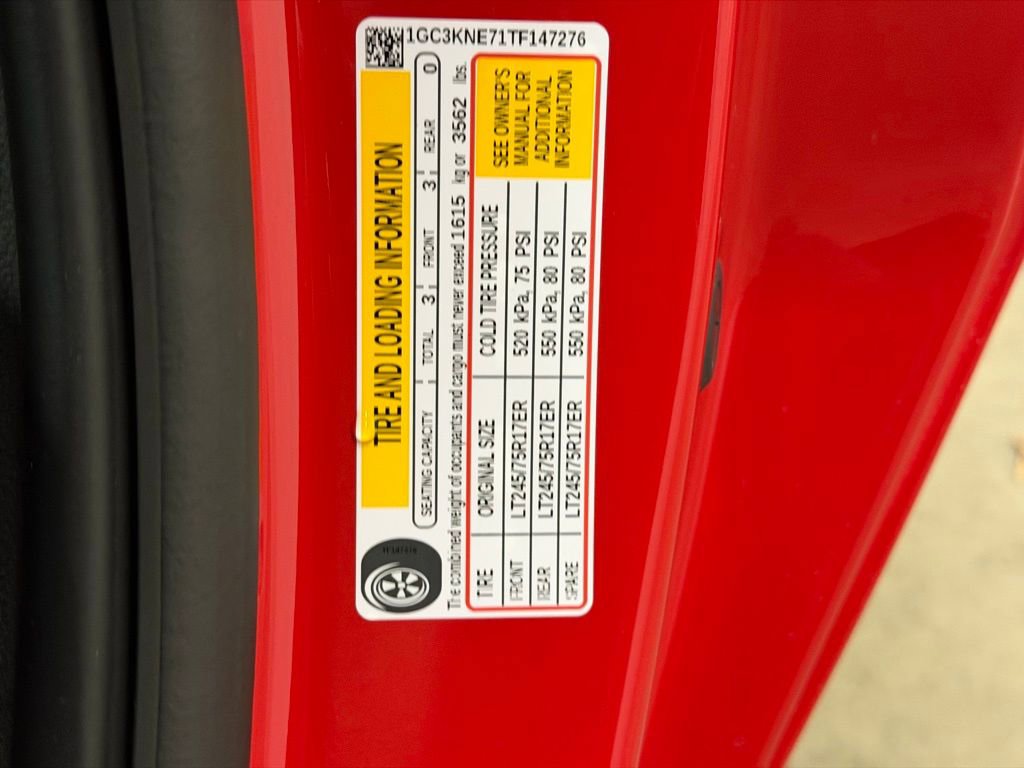 1GC3KNE71TF147276
TIRE AND LOADING INFORMATION
SEATING CAPACITY TOTAL 3 FRONT 3 REAR 0
The combined weight of occupants and cargo must never exceed 1615 kg or 3562 lbs.
TIRE ORIGINAL SIZE COLD TIRE PRESSURE
FRONT LT245/75R17ER 520 kPa, 75 PSI
REAR LT245/75R17ER 550 kPa, 80 PSI
SPARE LT245/75R17ER 550 kPa, 80 PSI
SEE OWNER'S
MANUAL FOR
ADDITIONAL
INFORMATION